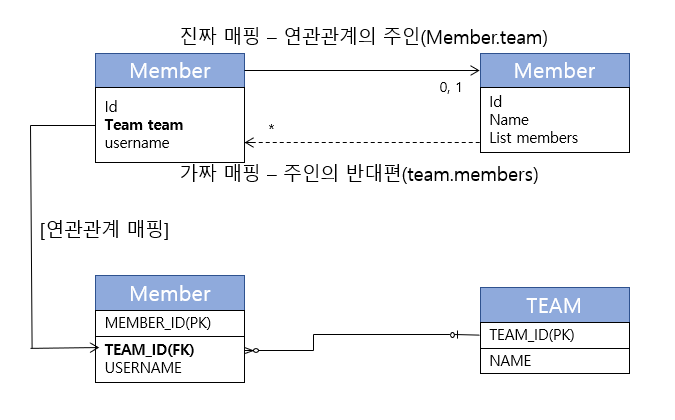 진짜 매핑 – 연관관계의 주인(Member.team)
Member
Id
Team team
username
0, 1
*
Member
Id
Name
List members
가짜 매핑 – 주인의 반대편(team.members)
[연관관계 매핑]
Member
MEMBER_ID(PK)
TEAM_ID(FK)
USERNAME
TEAM
TEAM_ID(PK)
NAME